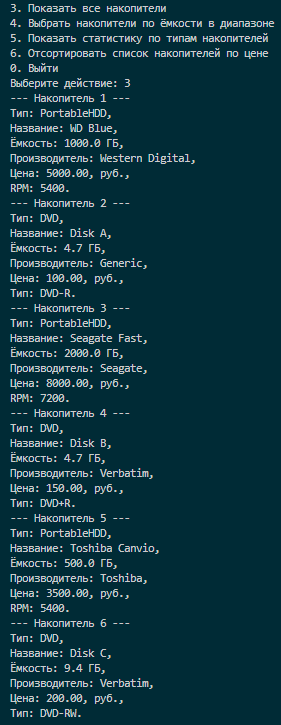 3. Показать все накопители
4. Выбрать накопители по ёмкости в диапазоне
5. Показать статистику по типам накопителей
6. Отсортировать список накопителей по цене
0. Выйти
Выберите действие: 3
--- Накопитель 1 ---
Тип: PortableHDD,
Название: WD Blue,
Ёмкость: 1000.0 ГБ,
Производитель: Western Digital,
Цена: 5000.00, руб.,
RPM: 5400.
--- Накопитель 2 ---
Тип: DVD,
Название: Disk A,
Ёмкость: 4.7 ГБ,
Производитель: Generic,
Цена: 100.00, руб.,
Тип: DVD-R.
--- Накопитель 3 ---
Тип: PortableHDD,
Название: Seagate Fast,
Ёмкость: 2000.0 ГБ,
Производитель: Seagate,
Цена: 8000.00, руб.,
RPM: 7200.
--- Накопитель 4 ---
Тип: DVD,
Название: Disk B,
Ёмкость: 4.7 ГБ,
Производитель: Verbatim,
Цена: 150.00, руб.,
Тип: DVD+R.
--- Накопитель 5 ---
Тип: PortableHDD,
Название: Toshiba Canvio,
Ёмкость: 500.0 ГБ,
Производитель: Toshiba,
Цена: 3500.00, руб.,
RPM: 5400.
--- Накопитель 6 ---
Тип: DVD,
Название: Disk C,
Ёмкость: 9.4 ГБ,
Производитель: Verbatim,
Цена: 200.00, руб.,
Тип: DVD-RW.